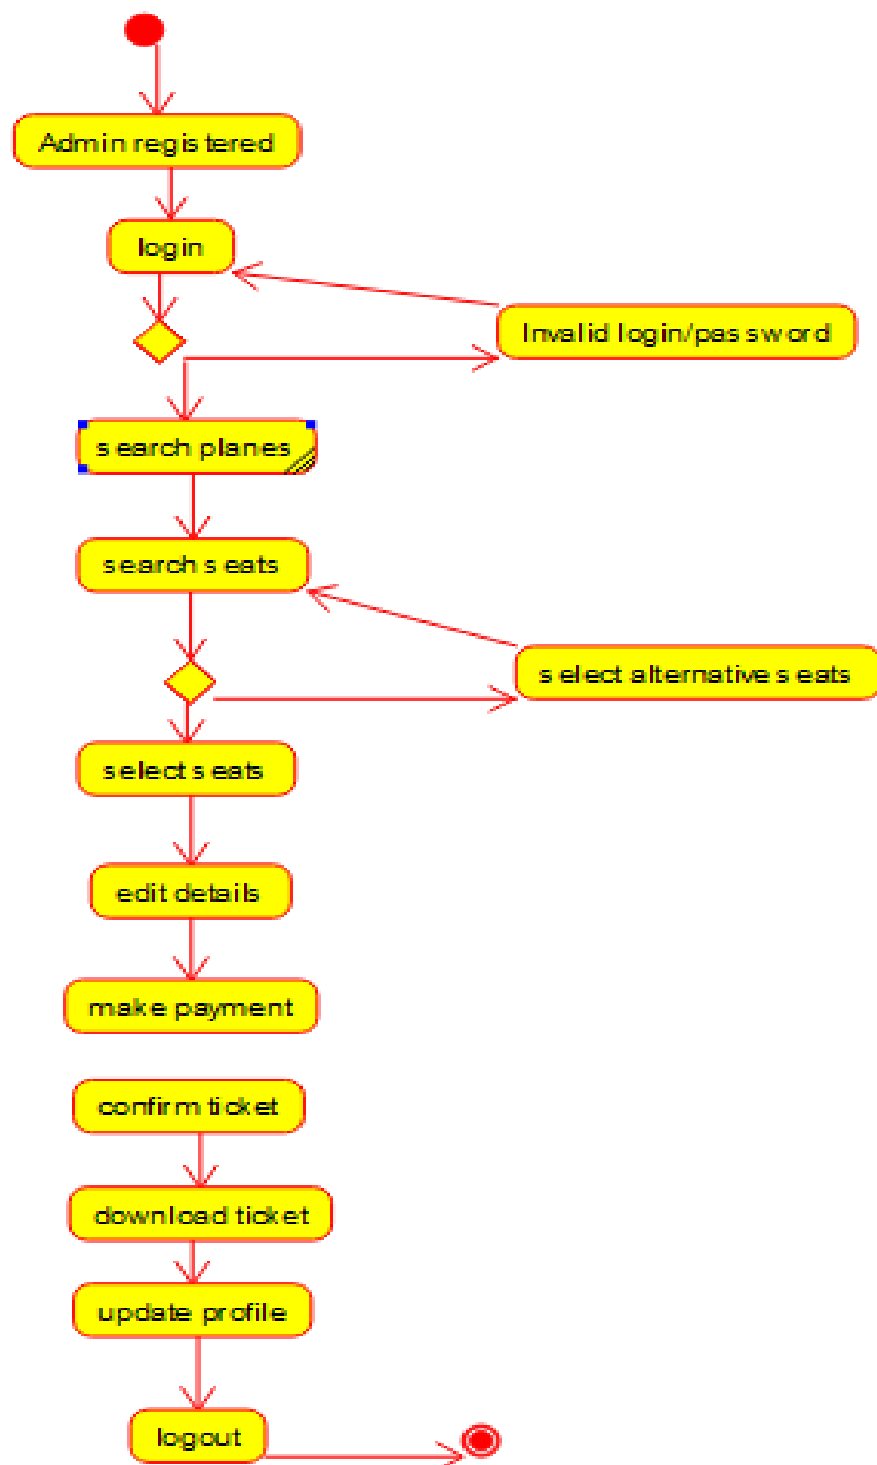 Admin registered
login
Invalid login/password
search planes
search seats
select alternative seats
select seats
edit details
make payment
confirm ticket
download ticket
update profile
logout